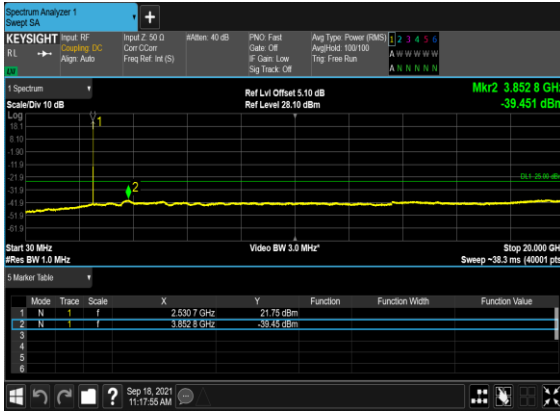 Spectrum Analyzer 1
Swept SA
+
KEYSIGHT Input: RF Input Z: 50 Ω #Atten: 40 dB PNO: Fast Avg Type: Power (RMS) 1 2 3 4 5 6
RL Coupling: DC Corr CCorr Gate: Off Avg|Hold: 100/100 A W W W W W
Align: Auto Freq Ref: Int (S) IF Gain: Low Trig: Free Run
Sig Track: Off A N N N N N
1 Spectrum
Ref Lvl Offset 5.10 dB Mkr2 3.852 8 GHz
Scale/Div 10 dB Ref Level 28.10 dBm -39.451 dBm
Log
18.1
8.10
-1.90
-11.9
-21.9
-31.9
-41.9
-51.9
-61.9
1
2
DL1 -25.00 dBm
Start 30 MHz Video BW 3.0 MHz* Stop 20.000 GHz
#Res BW 1.0 MHz Sweep ~38.3 ms (40001 pts)
5 Marker Table
Mode Trace Scale X Y Function Function Width Function Value
1 N 1 f 2.530 7 GHz 21.75 dBm
2 N 1 f 3.852 8 GHz -39.45 dBm
3
4
5
6
? Sep 18, 2021
11:17:55 AM